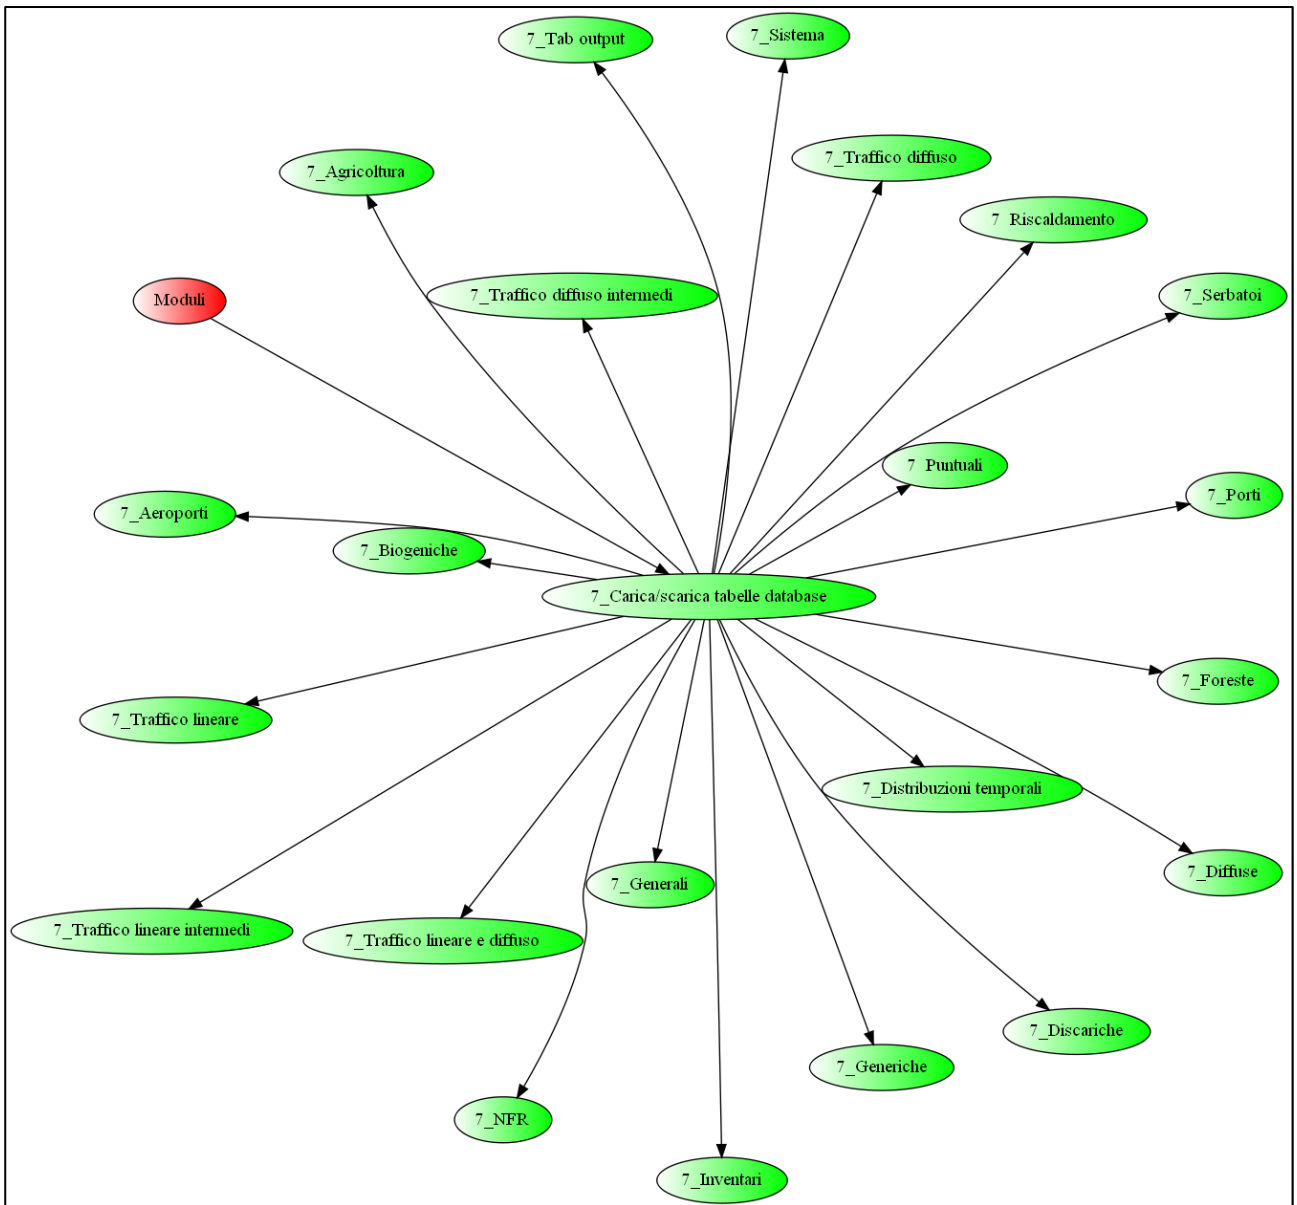 7_Tab output
7_Sistema
7_Traffico diffuso
7_Agricoltura
7_Riscaldamento
7_Traffico diffuso intermedi
7_Serbatoi
Moduli
7_Puntuali
7_Porti
7_Aeroporti
7_Biogeniche
7_Carica/scarica tabelle database
7_Foreste
7_Traffico lineare
7_Distribuzioni temporali
7_Diffuse
7_Generali
7_Traffico lineare intermedi
7_Traffico lineare e diffuso
7_Discariche
7_Generiche
7_NFR
7_Inventari